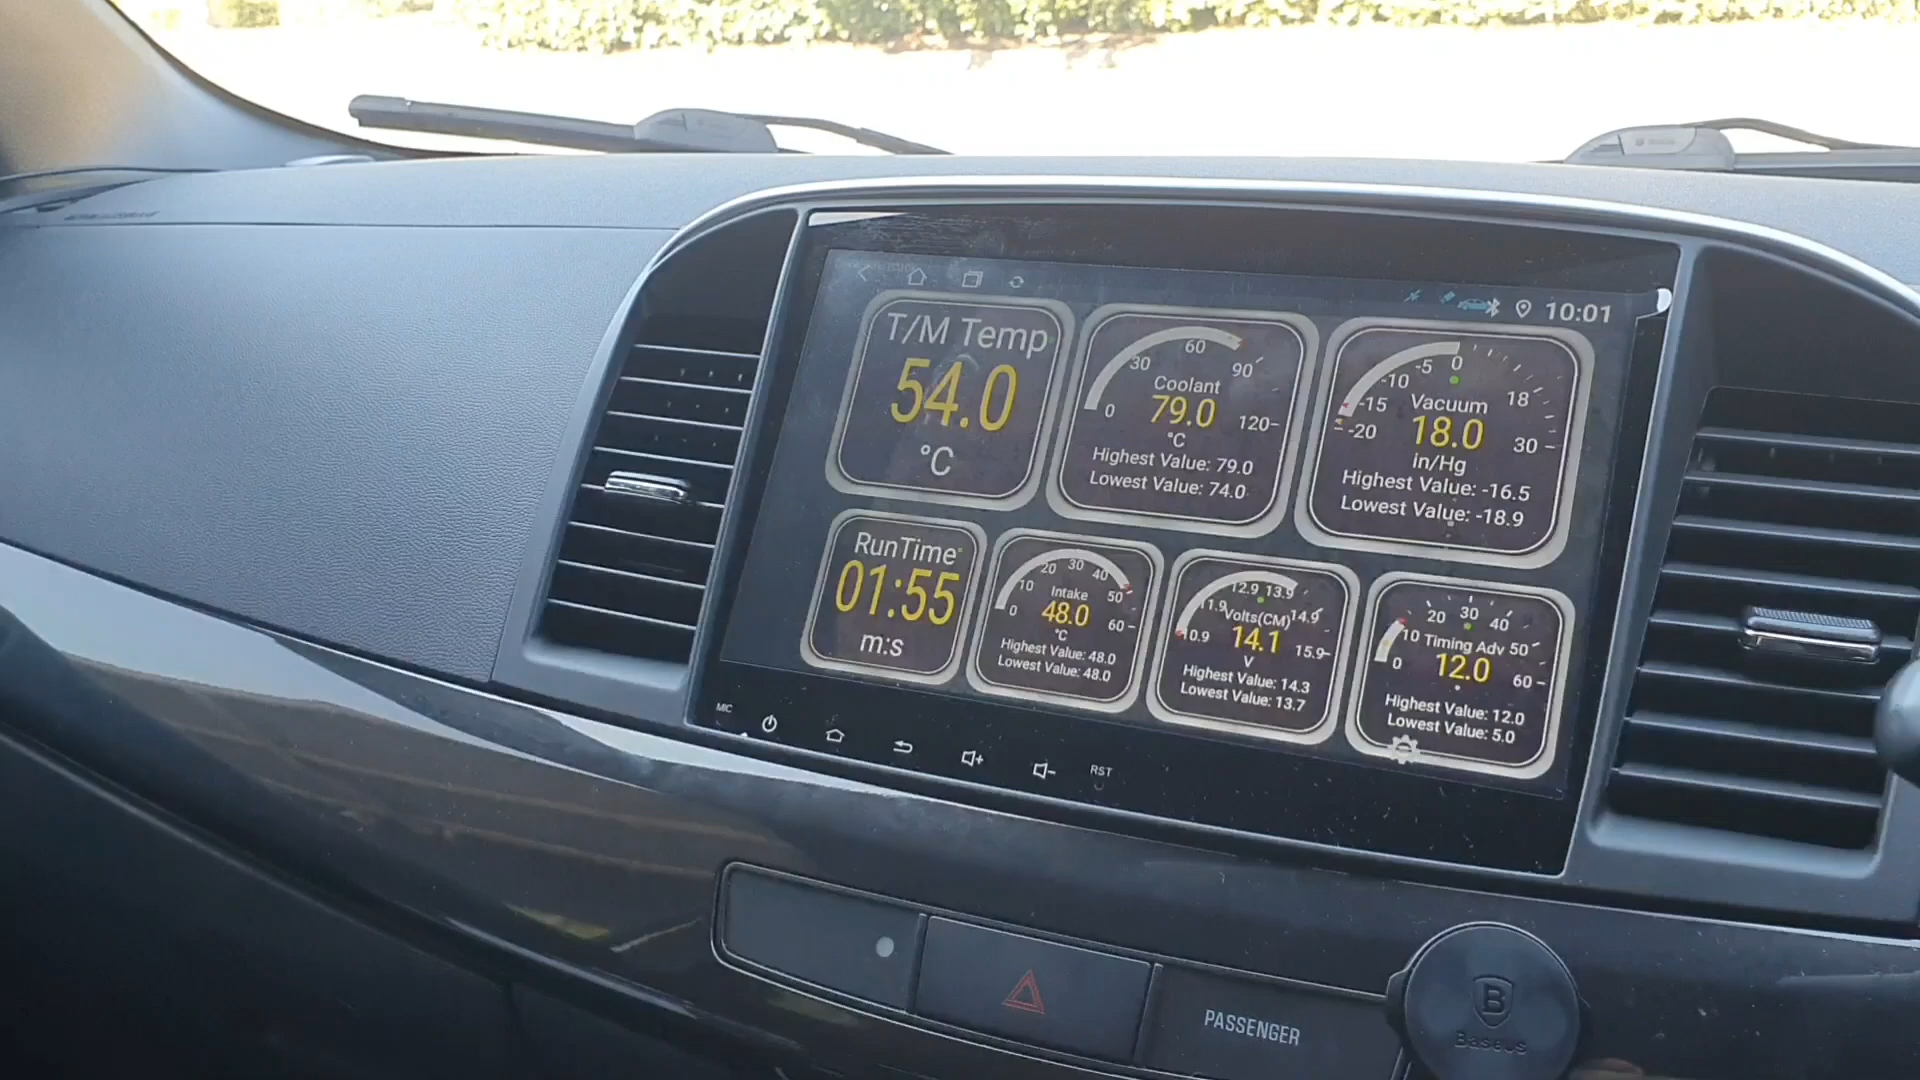 10:01
T/M Temp
54.0
°C
0 30 60 90 120
Coolant
79.0
°C
Highest Value: 79.0
Lowest Value: 74.0
-20 -15 -10 -5 0 18 30
Vacuum
18.0
in/Hg
Highest Value: -16.5
Lowest Value: -18.9
RunTime
01:55
m:s
0 10 20 30 40 50 60
Intake
48.0
°C
Highest Value: 48.0
Lowest Value: 48.0
10.9 11.9 12.9 13.9 14.9 15.9
Volts(CM)
14.1
V
Highest Value: 14.3
Lowest Value: 13.7
0 10 20 30 40 50 60
Timing Adv
12.0
°
Highest Value: 12.0
Lowest Value: 5.0
MIC
RST
PASSENGER
B
Baseus